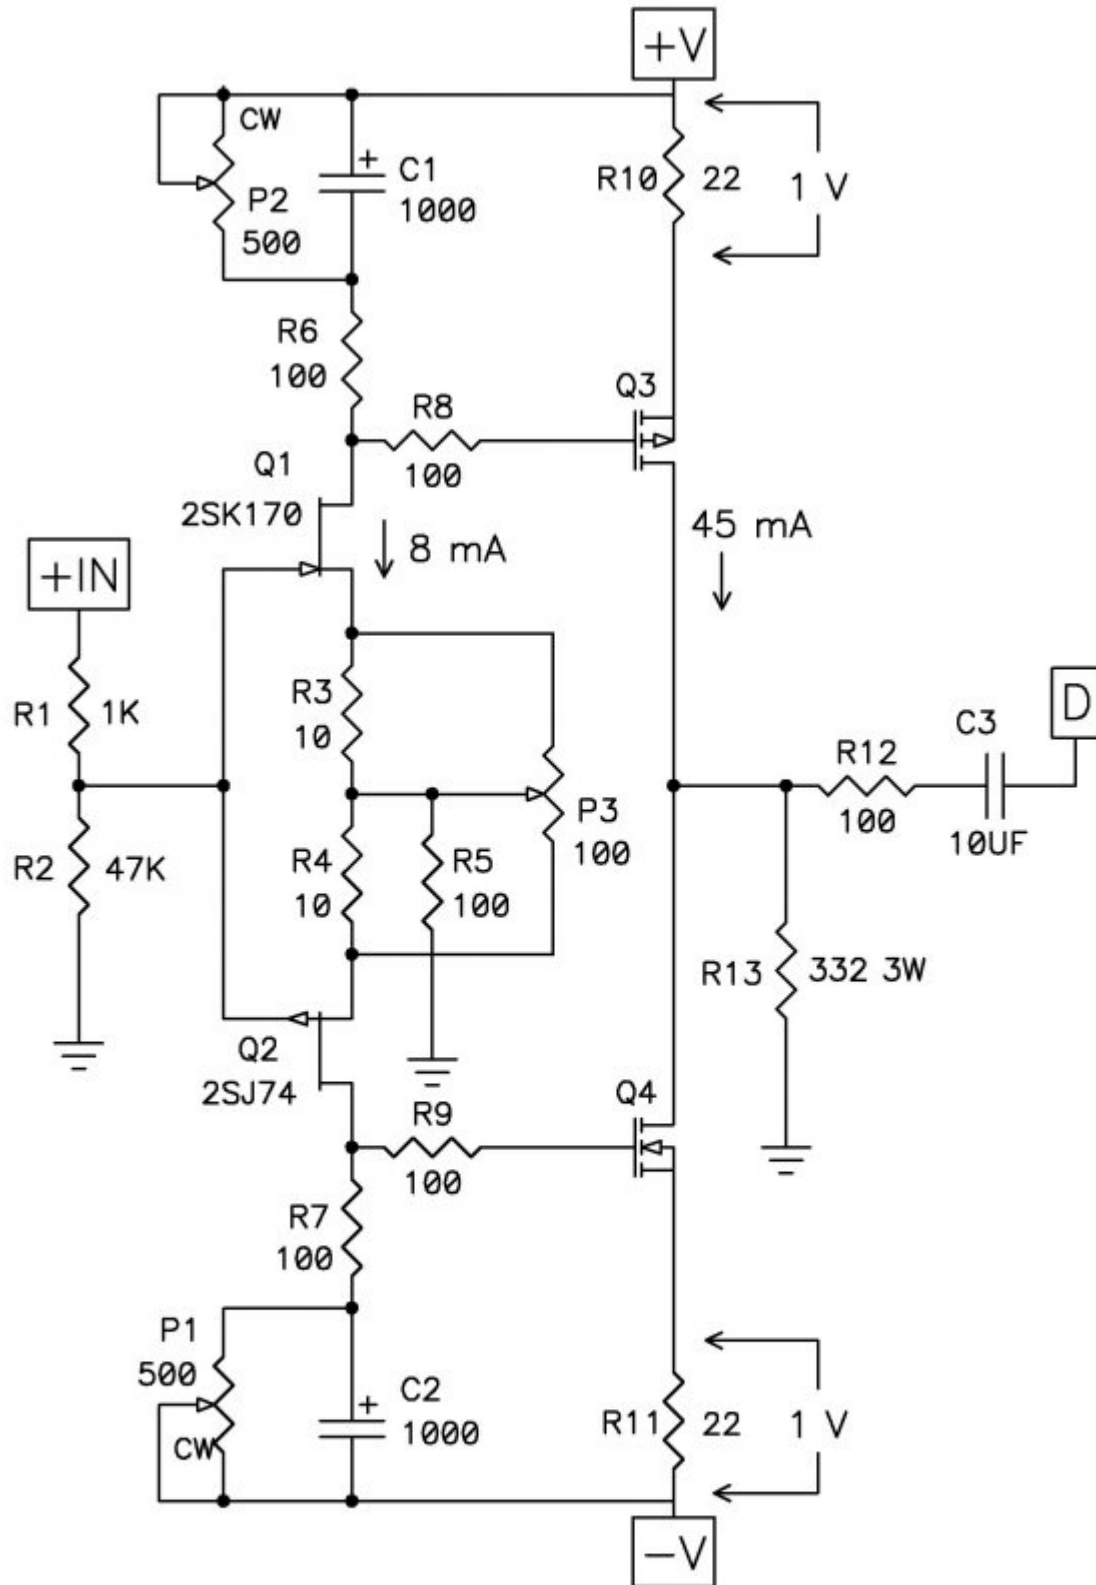 +V
CW
P2
500
+
C1
1000
R10
22
1 V
R6
100
Q3
R8
100
Q1
2SK170
8 mA
45 mA
+IN
R1
1K
R3
10
D
C3
R12
100
10UF
P3
100
R2
47K
R4
10
R5
100
R13
332 3W
Q2
2SJ74
Q4
R9
100
R7
100
P1
500
CW
+
C2
1000
R11
22
1 V
-V